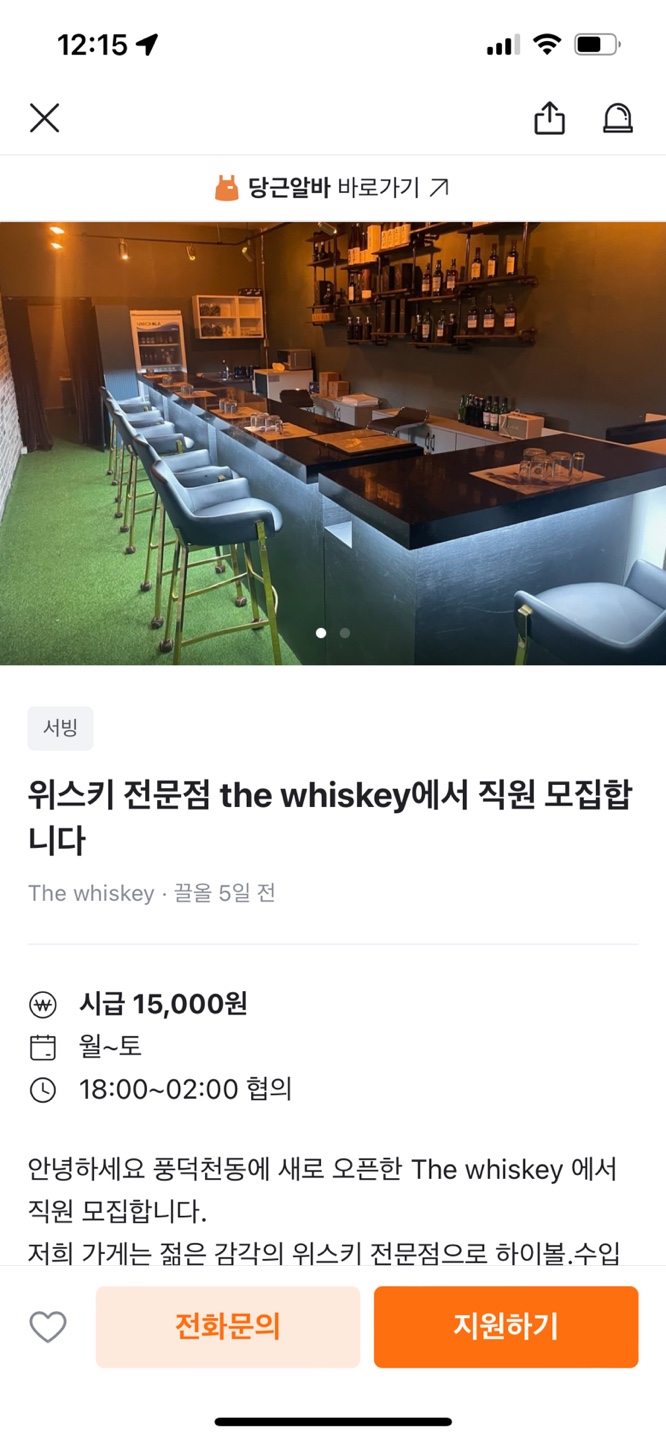 12:15
당근알바 바로가기
서빙
위스키 전문점 the whiskey에서 직원 모집합
니다
The whiskey · 끌올 5일 전
시급 15,000원
월~토
18:00~02:00 협의
안녕하세요 풍덕천동에 새로 오픈한 The whiskey 에서
직원 모집합니다.
저희 가게는 젊은 감각의 위스키 전문점으로 하이볼.수입
전화문의
지원하기